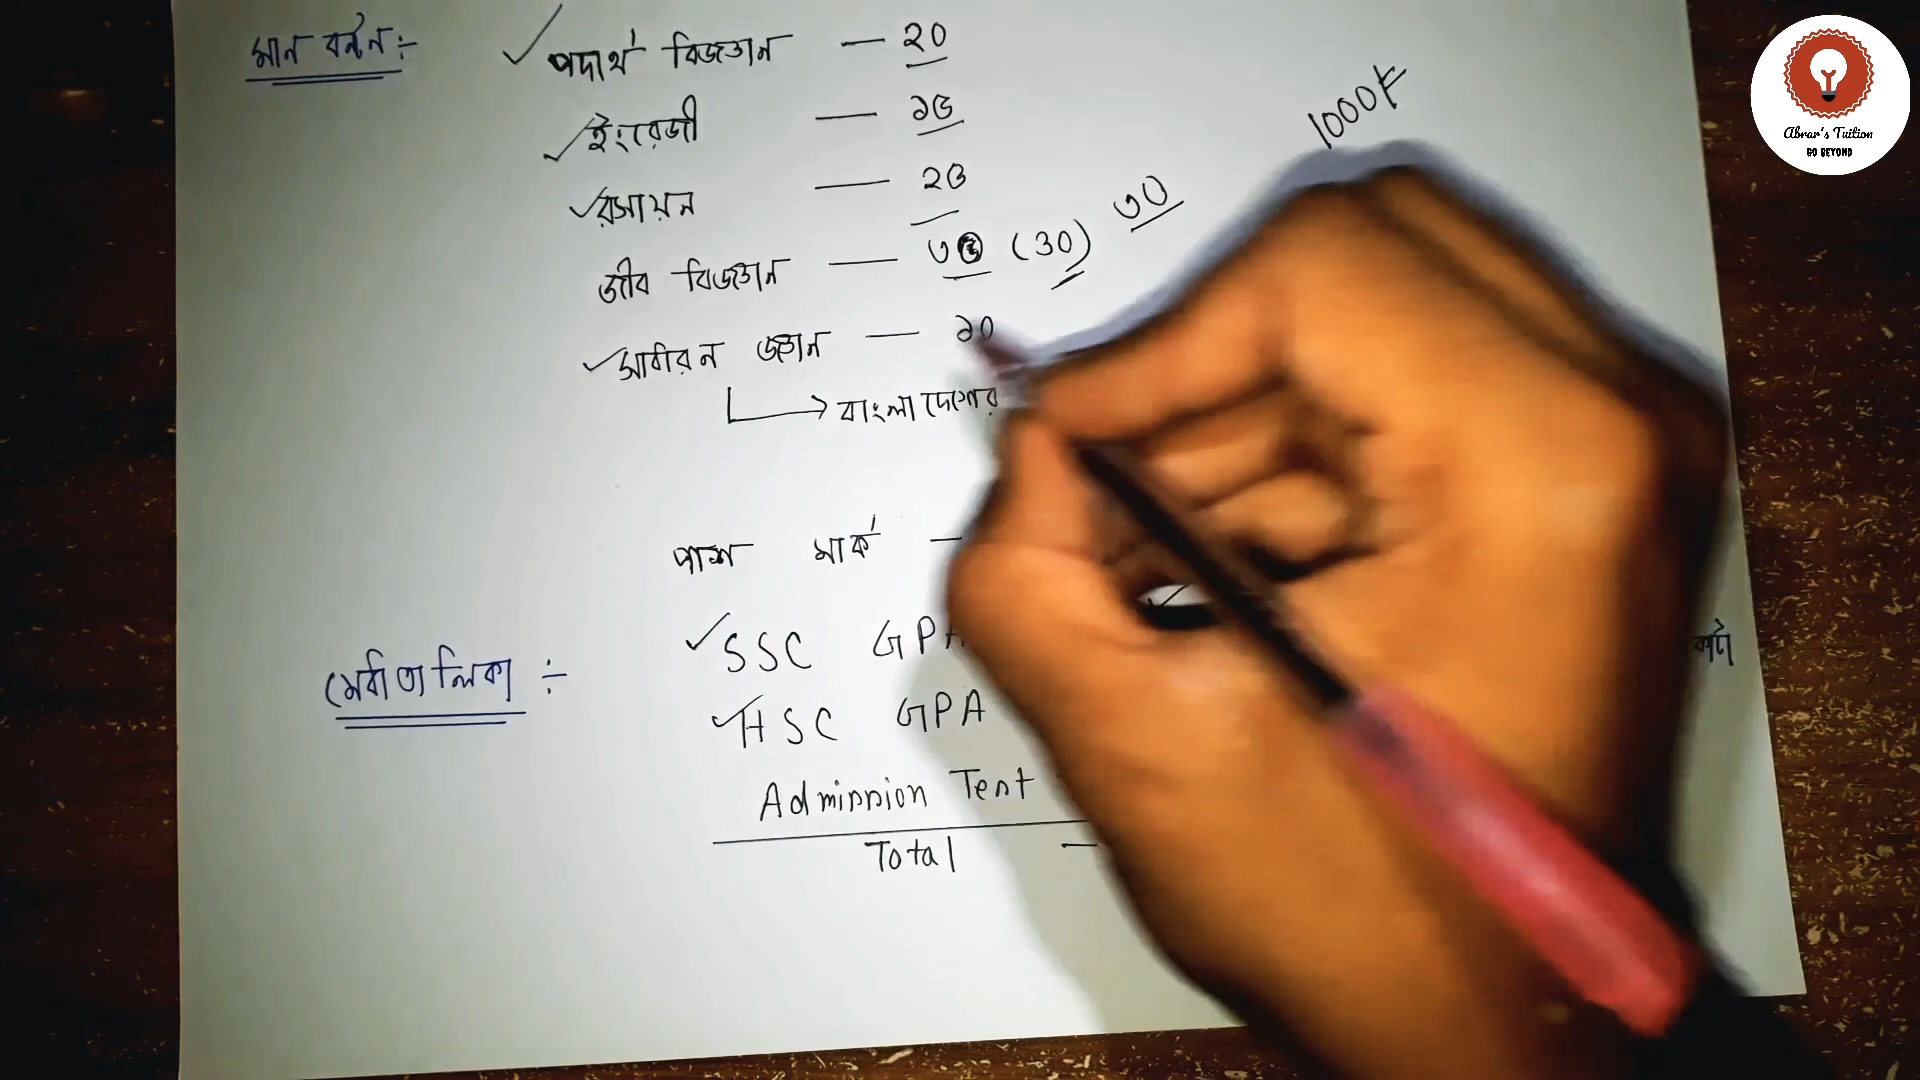 মান বন্টন ÷
পদার্থ বিজ্ঞান — ২০
ইংরেজী — ১৫
রসায়ন — ২৫
জীব বিজ্ঞান — (30) ৩০
সাধারন জ্ঞান — ১০
বাংলাদেশের
1000
পাশ মার্ক —
মেধা তালিকা ÷
SSC GPA
HSC GPA
Admission Test
Total —
Abrar's Tuition
GO BEYOND